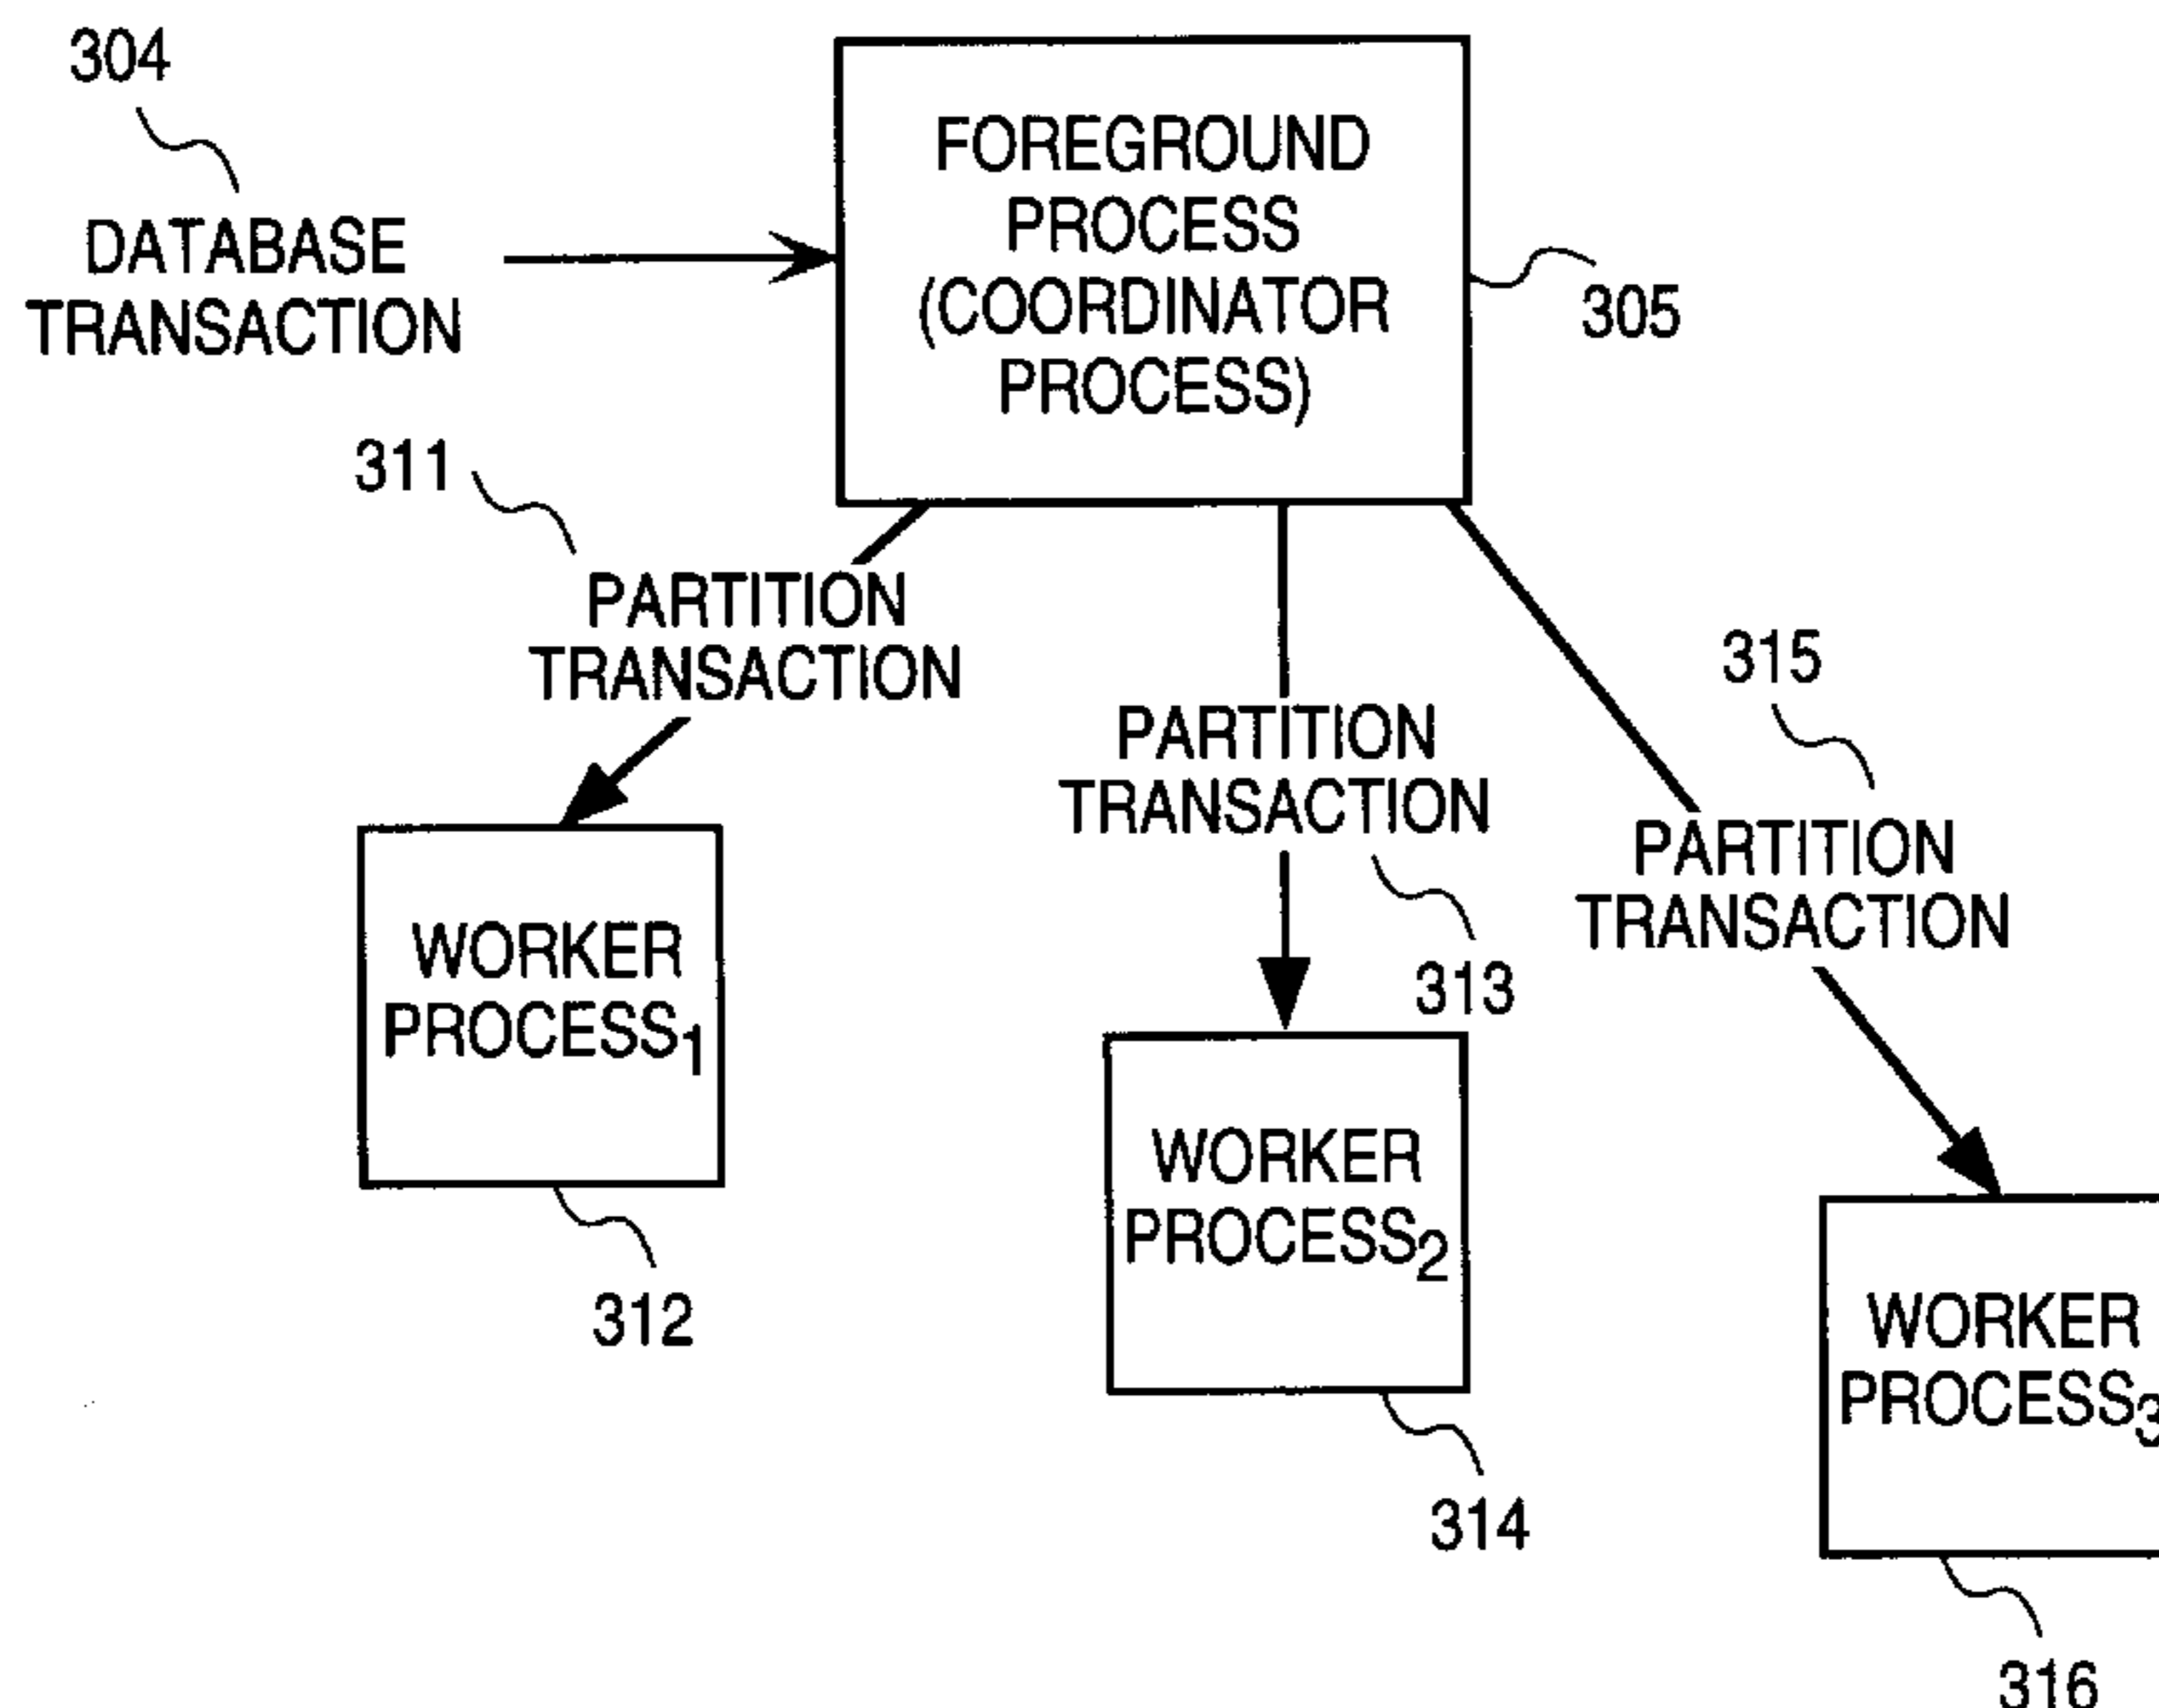 304
DATABASE
TRANSACTION
FOREGROUND
PROCESS
(COORDINATOR
PROCESS)
305
311
PARTITION
TRANSACTION
PARTITION
TRANSACTION
313
315
PARTITION
TRANSACTION
WORKER
PROCESS1
312
WORKER
PROCESS2
314
WORKER
PROCESS3
316